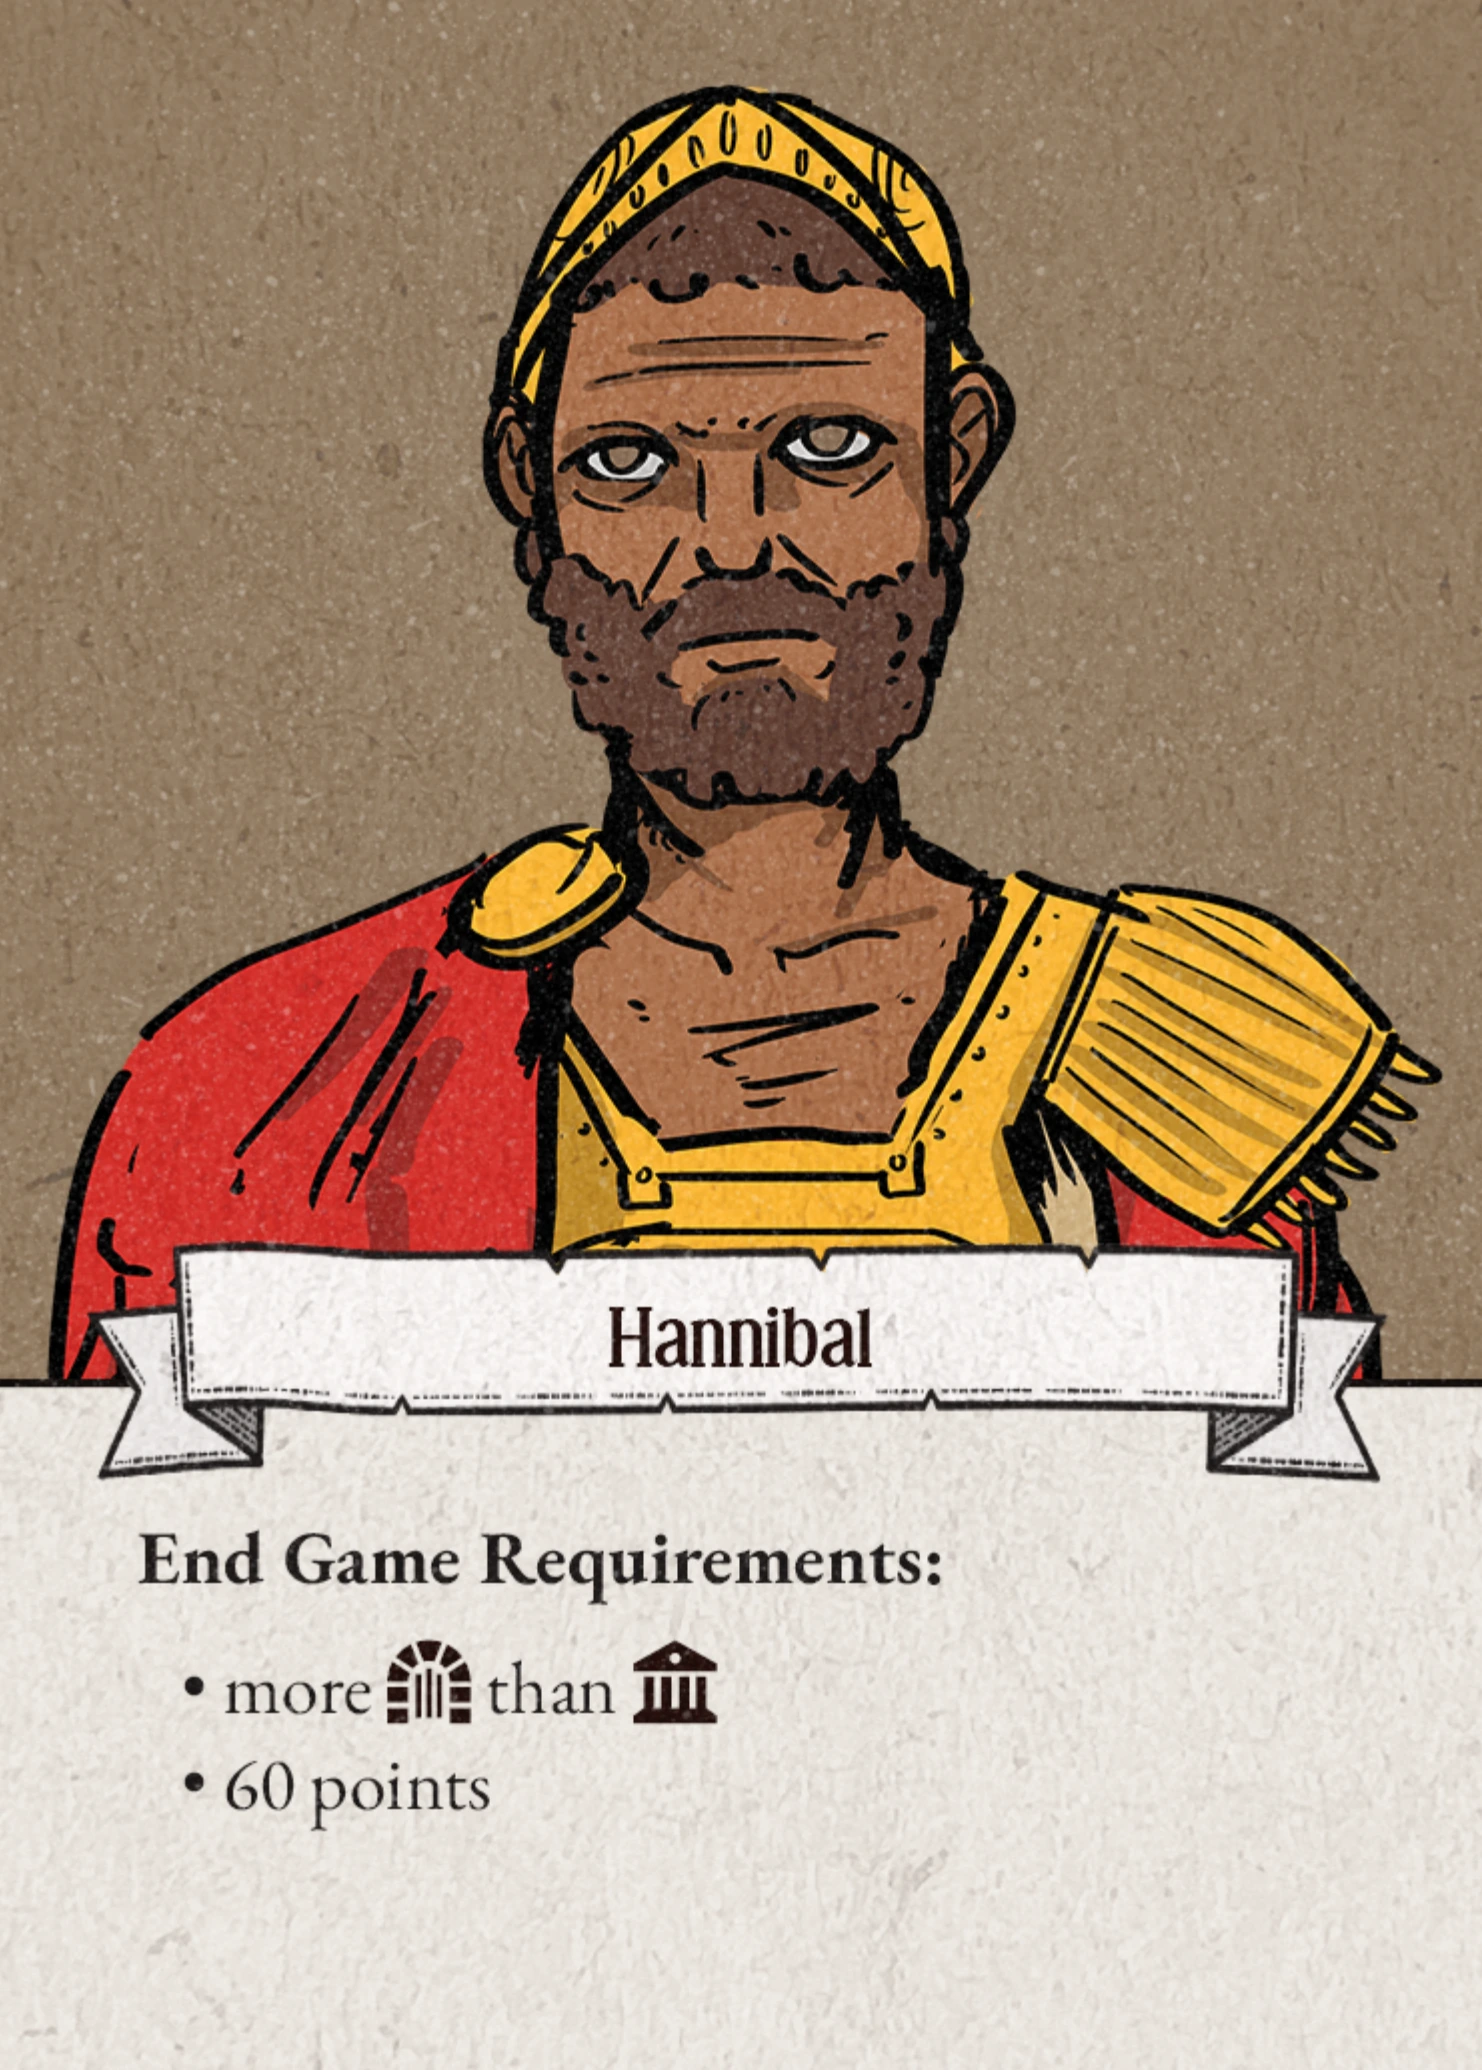 Hannibal
End Game Requirements:
• more than
• 60 points